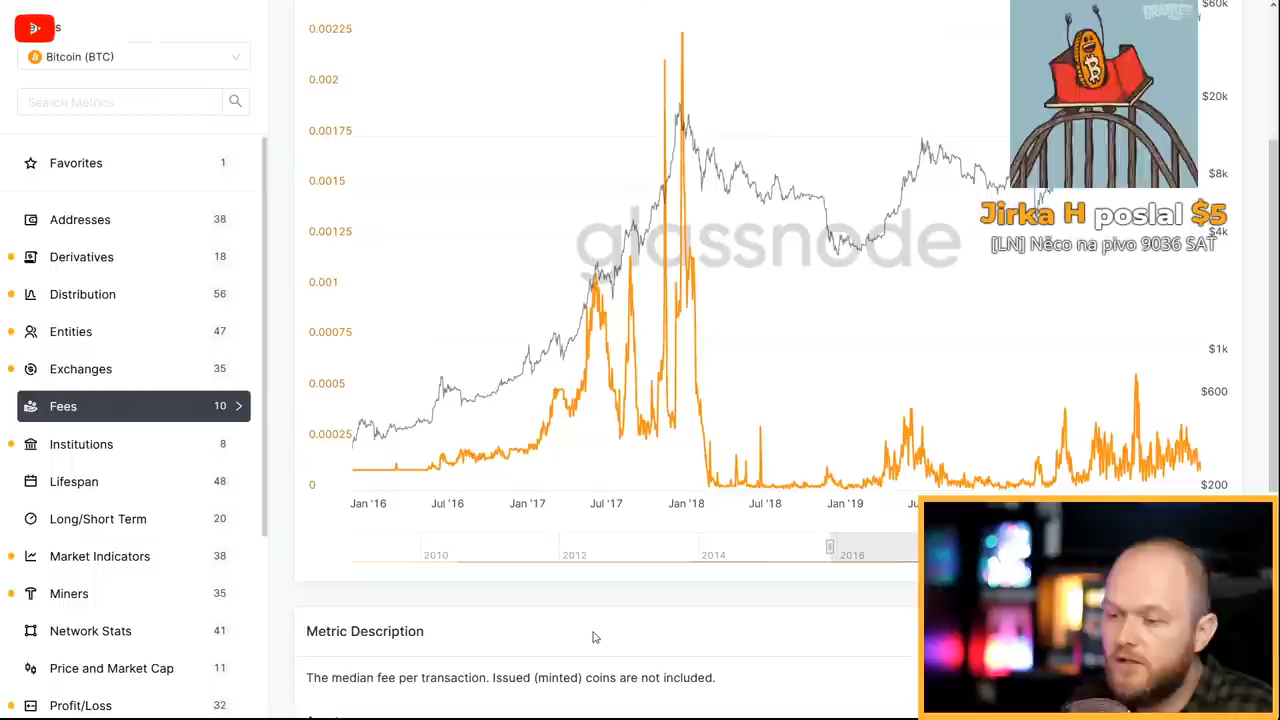 s
Bitcoin (BTC)
Search Metrics
Favorites 1
Addresses 38
Derivatives 18
Distribution 56
Entities 47
Exchanges 35
Fees 10
Institutions 8
Lifespan 48
Long/Short Term 20
Market Indicators 38
Miners 35
Network Stats 41
Price and Market Cap 11
Profit/Loss 32
0.00225
0.002
0.00175
0.0015
0.00125
0.001
0.00075
0.0005
0.00025
0
glassnode
$60k
$20k
$8k
$4k
$1k
$600
$200
Jirka H poslal $5
[LN] Něco na pivo 9036 SAT
Jan '16 Jul '16 Jan '17 Jul '17 Jan '18 Jul '18 Jan '19
2010 2012 2014 2016
Metric Description
The median fee per transaction. Issued (minted) coins are not included.